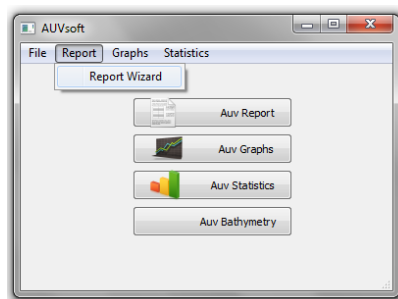 AUVsoft
File Report Graphs Statistics
Report Wizard
Auv Report
Auv Graphs
Auv Statistics
Auv Bathymetry